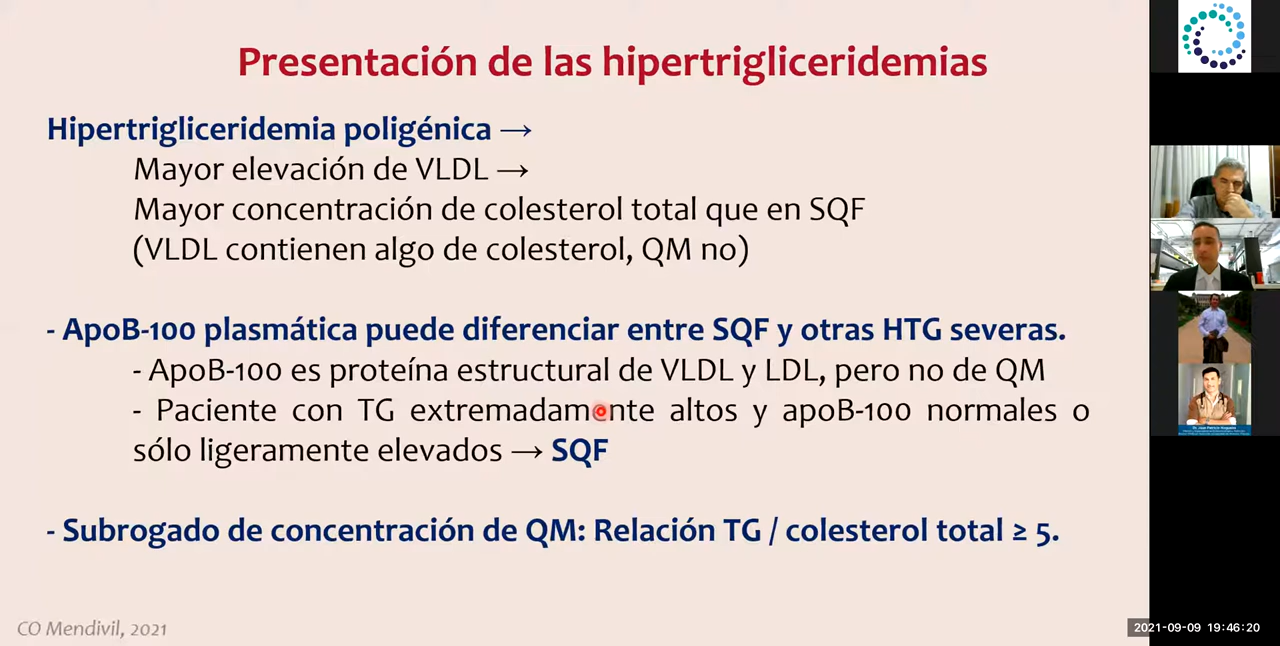 Presentación de las hipertrigliceridemias
Hipertrigliceridemia poligénica →
Mayor elevación de VLDL →
Mayor concentración de colesterol total que en SQF
(VLDL contienen algo de colesterol, QM no)
- ApoB-100 plasmática puede diferenciar entre SQF y otras HTG severas.
- ApoB-100 es proteína estructural de VLDL y LDL, pero no de QM
- Paciente con TG extremadamente altos y apoB-100 normales o
sólo ligeramente elevados → SQF
- Subrogado de concentración de QM: Relación TG / colesterol total ≥ 5.
CO Mendivil, 2021
2021-09-09 19:46:20